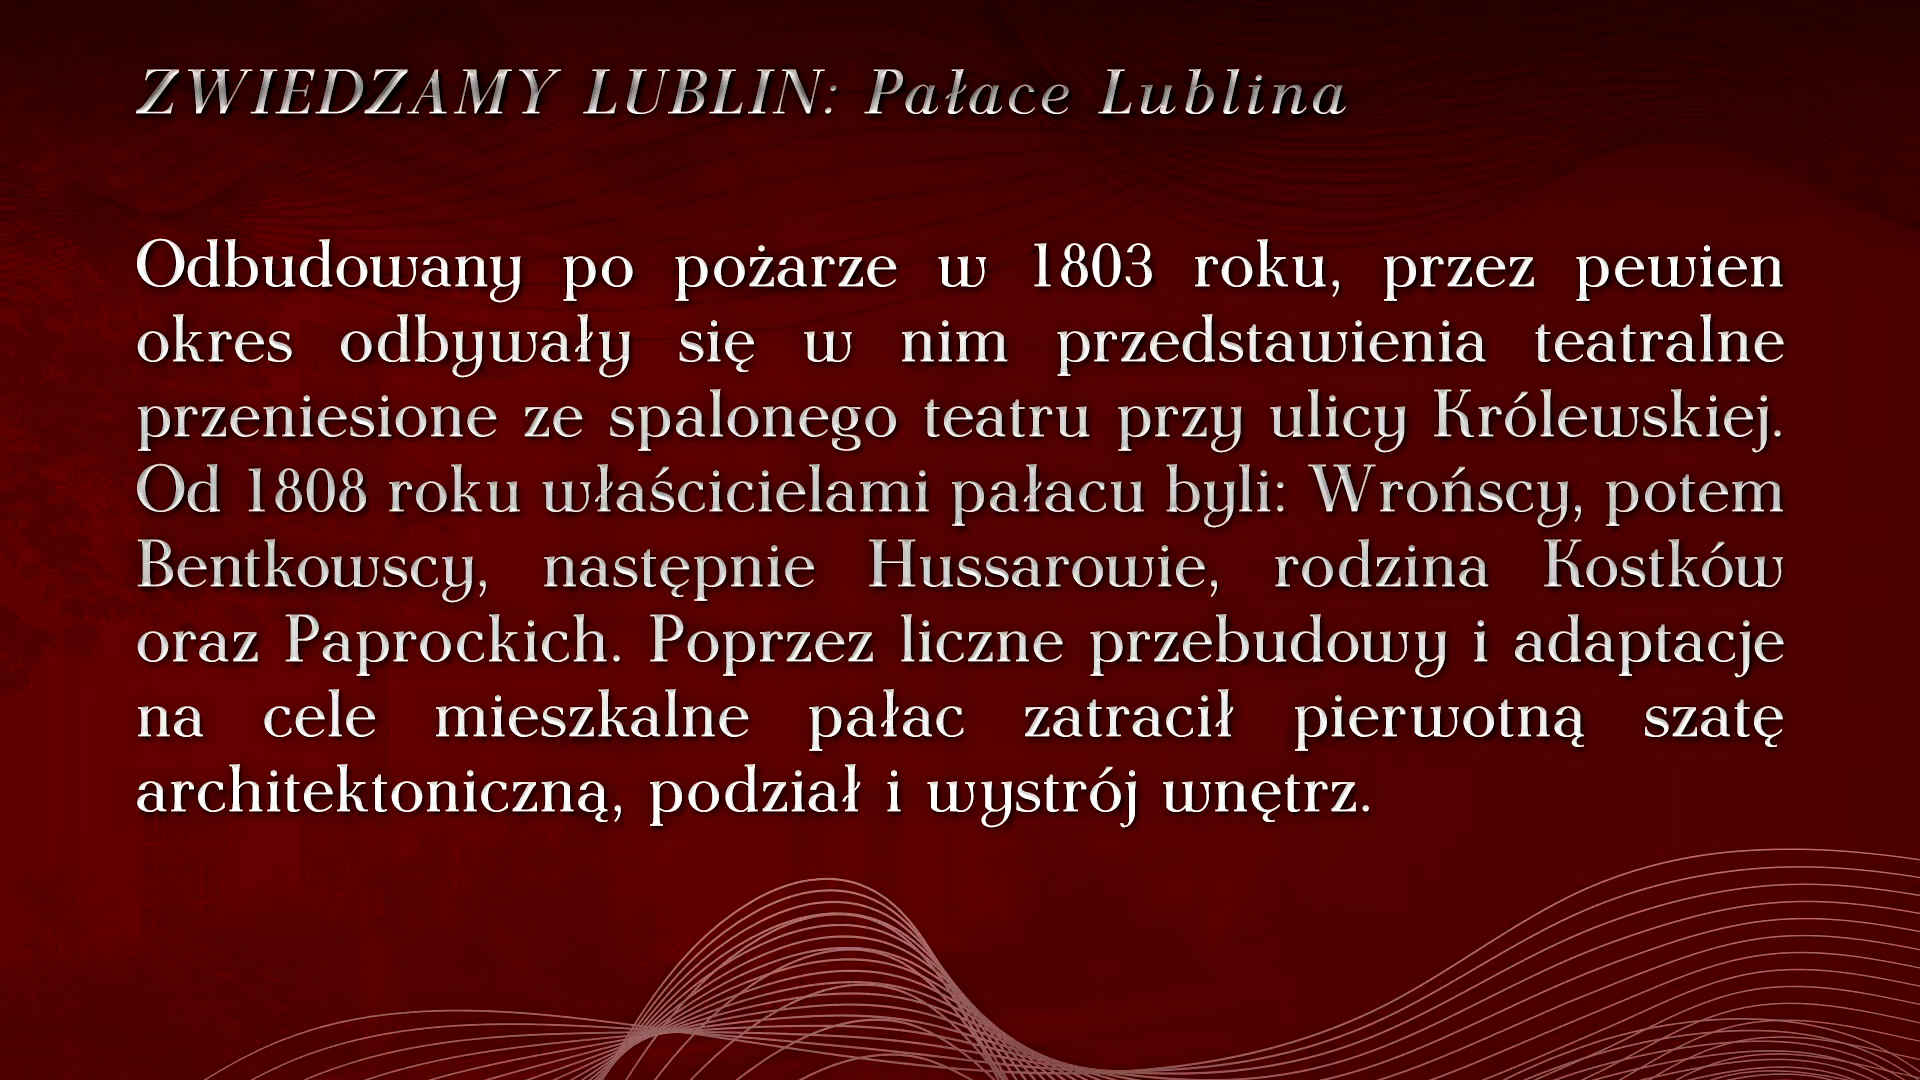 ZWIEDZAMY LUBLIN: Pałace Lublina
Odbudowany po pożarze w 1803 roku, przez pewien
okres odbywały się w nim przedstawienia teatralne
przeniesione ze spalonego teatru przy ulicy Królewskiej.
Od 1808 roku właścicielami pałacu byli: Wrońscy, potem
Bentkowscy, następnie Hussarowie, rodzina Kostków
oraz Paprockich. Poprzez liczne przebudowy i adaptacje
na cele mieszkalne pałac zatracił pierwotną szatę
architektoniczną, podział i wystrój wnętrz.